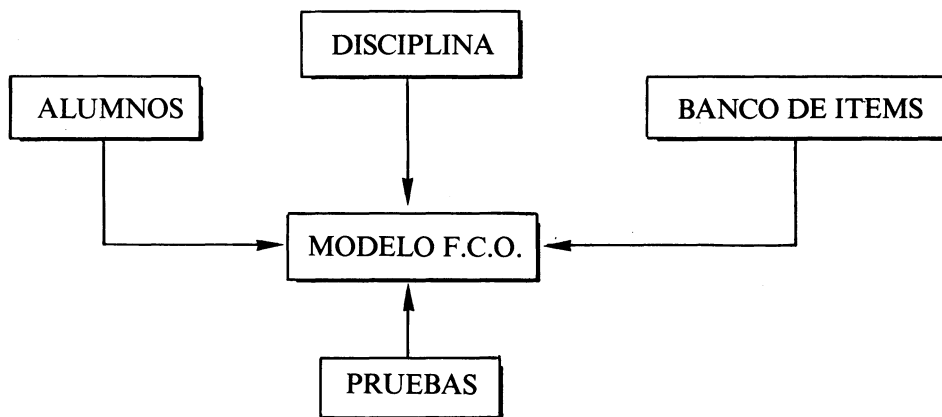 DISCIPLINA
ALUMNOS
BANCO DE ITEMS
MODELO F.C.O.
PRUEBAS